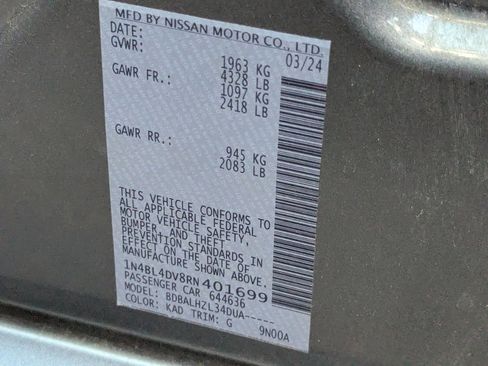 MFD BY NISSAN MOTOR CO., LTD.
DATE: 03/24
GVWR: 1963 KG
4328 LB
GAWR FR.: 1097 KG
2418 LB
GAWR RR.: 945 KG
2083 LB
THIS VEHICLE CONFORMS TO
ALL APPLICABLE FEDERAL
MOTOR VEHICLE SAFETY,
BUMPER, AND THEFT
PREVENTION STANDARDS IN
EFFECT ON THE DATE OF
MANUFACTURE SHOWN ABOVE.
1N4BL4DV8RN401699
PASSENGER CAR 644636
MODEL: BDBALHZL34DUA-----
COLOR: KAD TRIM: G 9N00A